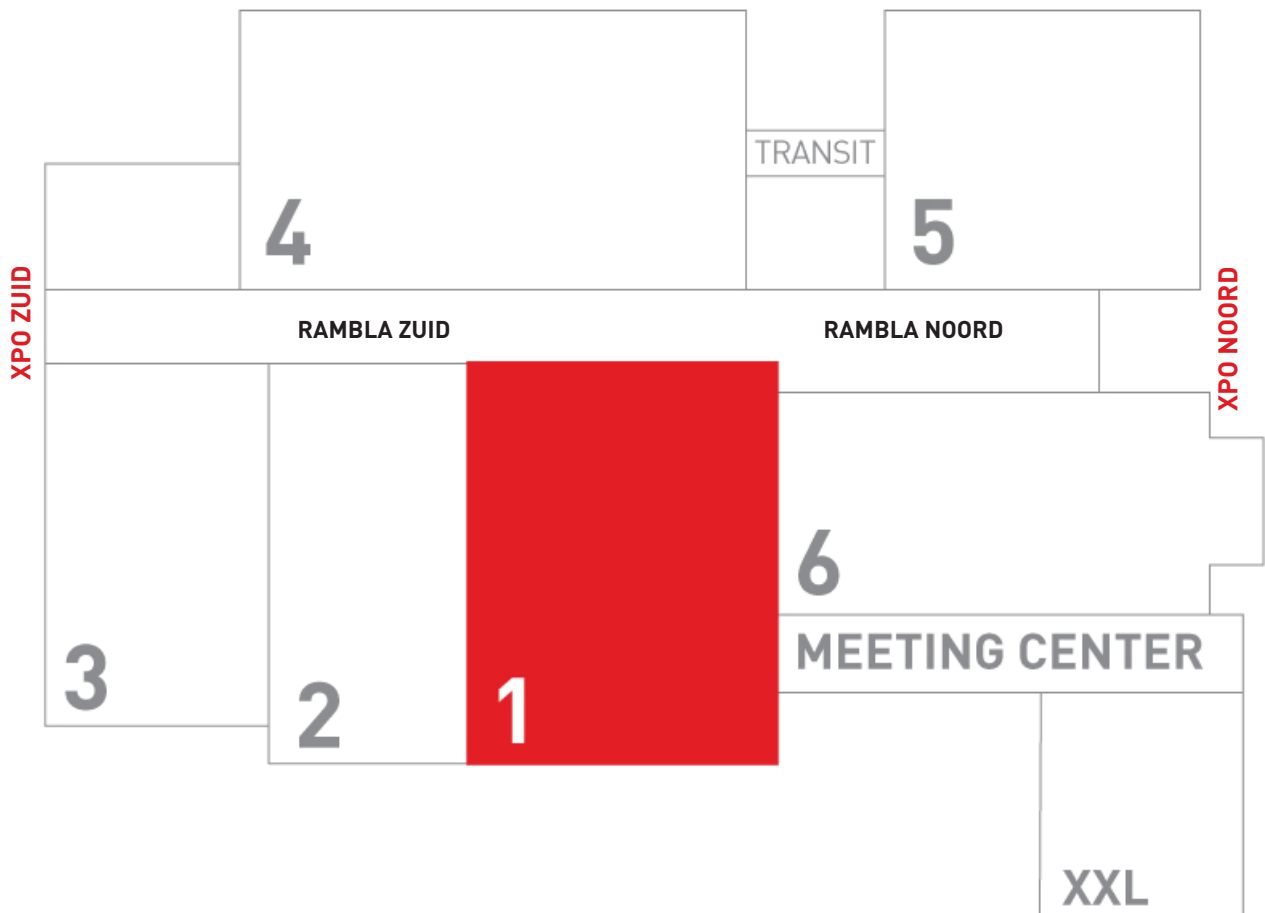 TRANSIT
4
5
XPO ZUID
RAMBLA ZUID
RAMBLA NOORD
XPO NOORD
6
MEETING CENTER
3
2
1
XXL